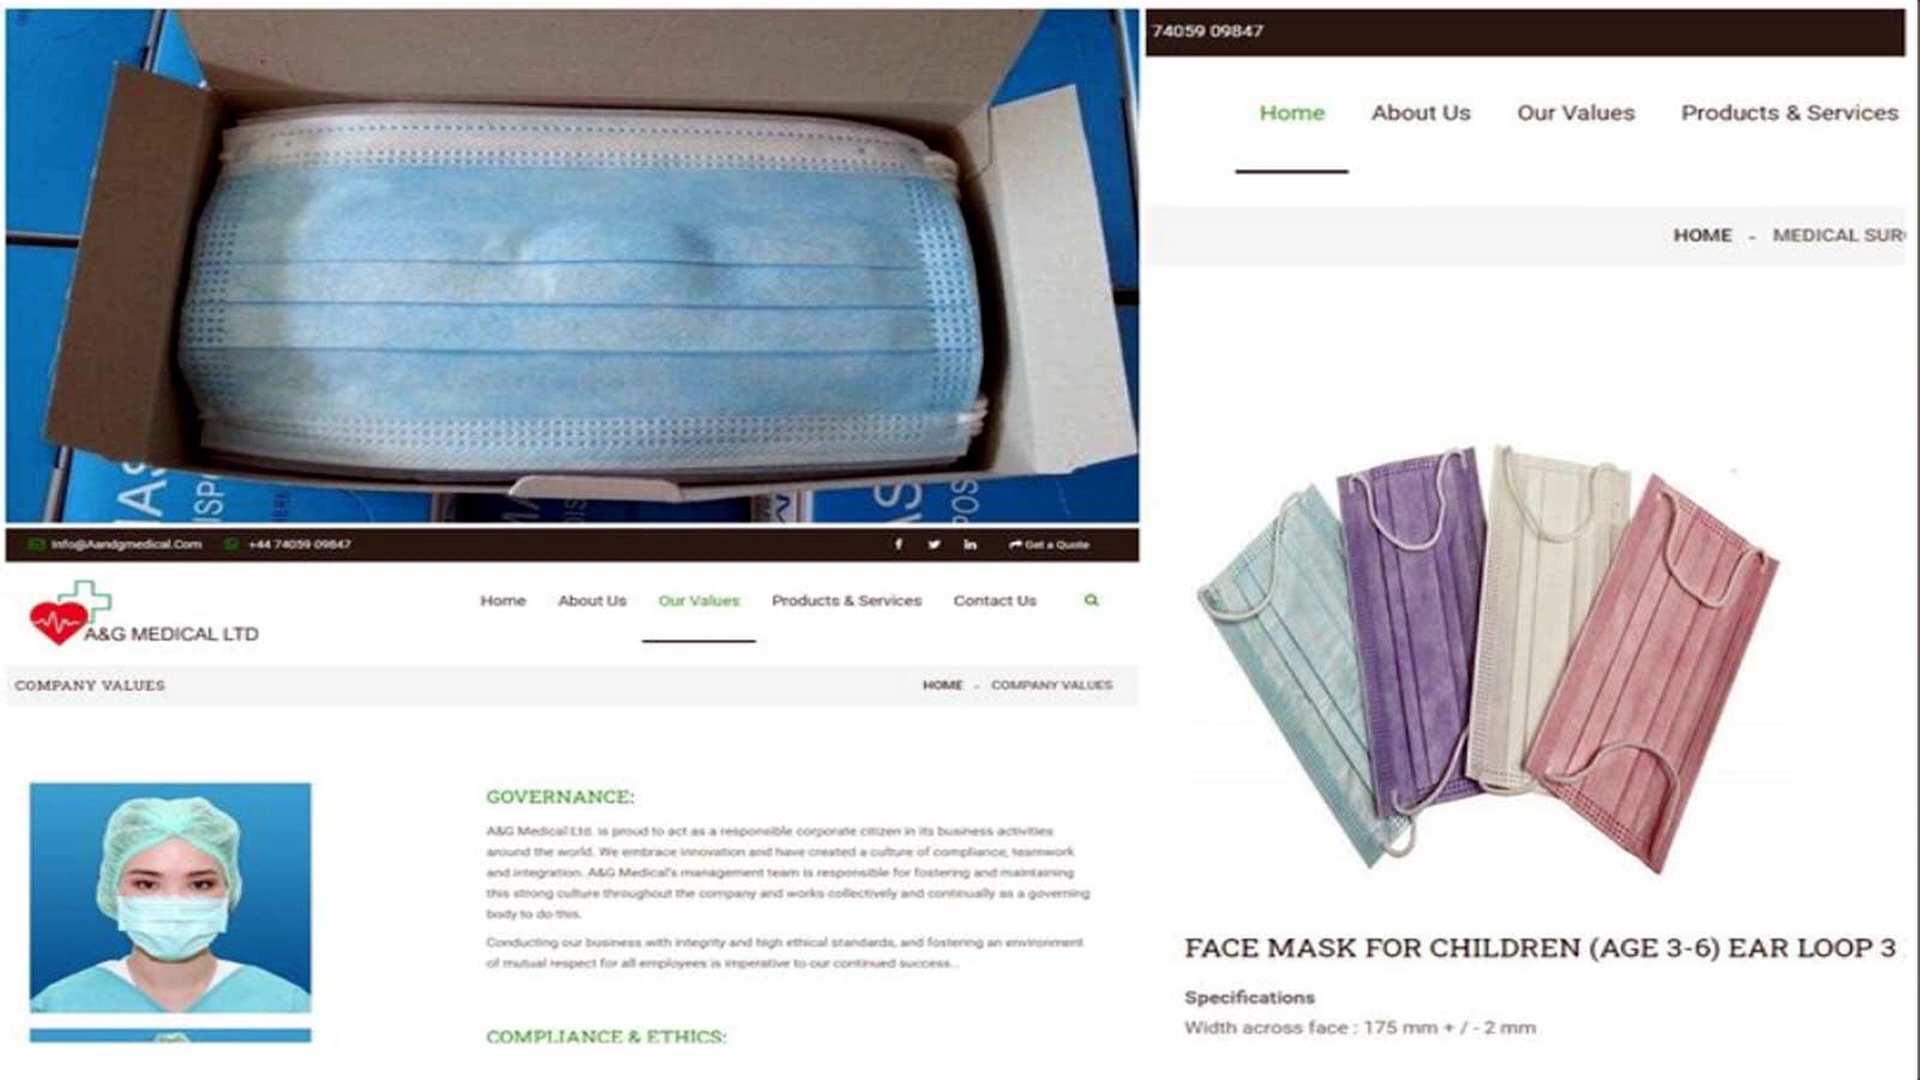 MAS
ISP
MA
DIS
AS
POS
Info@Aandgmedical.Com +44 74059 09847 Get a Quote
A&G MEDICAL LTD
Home About Us Our Values Products & Services Contact Us
COMPANY VALUES HOME - COMPANY VALUES
GOVERNANCE:
A&G Medical Ltd. is proud to act as a responsible corporate citizen in its business activities
around the world. We embrace innovation and have created a culture of compliance, teamwork
and integration. A&G Medical's management team is responsible for fostering and maintaining
this strong culture throughout the company and works collectively and continually as a governing
body to do this.
Conducting our business with integrity and high ethical standards, and fostering an environment
of mutual respect for all employees is imperative to our continued success..
COMPLIANCE & ETHICS:
74059 09847
Home About Us Our Values Products & Services
HOME - MEDICAL SUR
FACE MASK FOR CHILDREN (AGE 3-6) EAR LOOP 3
Specifications
Width across face : 175 mm + / - 2 mm